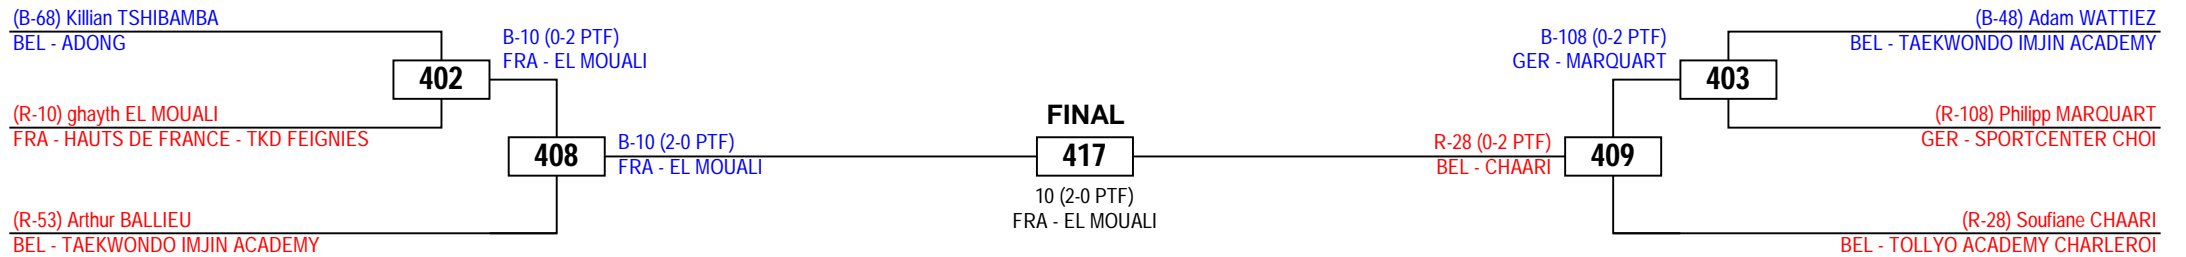 (B-68) Killian TSHIBAMBA
BEL - ADONG
B-10 (0-2 PTF)
FRA - EL MOUALI
402
(R-10) ghayth EL MOUALI
FRA - HAUTS DE FRANCE - TKD FEIGNIES
408
B-10 (2-0 PTF)
FRA - EL MOUALI
(R-53) Arthur BALLIEU
BEL - TAEKWONDO IMJIN ACADEMY
FINAL
417
10 (2-0 PTF)
FRA - EL MOUALI
(B-48) Adam WATTIEZ
BEL - TAEKWONDO IMJIN ACADEMY
B-108 (0-2 PTF)
GER - MARQUART
403
(R-108) Philipp MARQUART
GER - SPORTCENTER CHOI
R-28 (0-2 PTF)
BEL - CHAARI
409
(R-28) Soufiane CHAARI
BEL - TOLLYO ACADEMY CHARLEROI